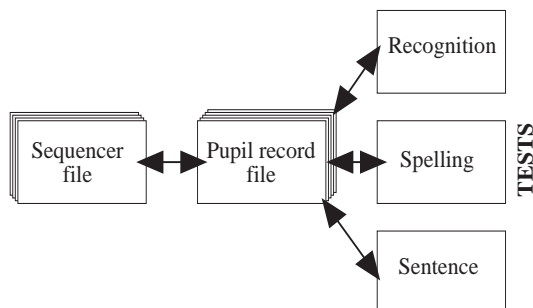 Recognition
Sequencer
file
Pupil record
file
Spelling
TESTS
Sentence